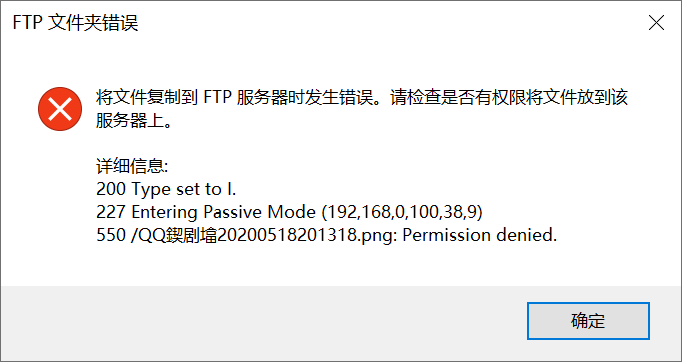 FTP 文件夹错误
将文件复制到 FTP 服务器时发生错误。请检查是否有权限将文件放到该
服务器上。
详细信息:
200 Type set to I.
227 Entering Passive Mode (192,168,0,100,38,9)
550 /QQ鍥剧墖20200518201318.png: Permission denied.
确定